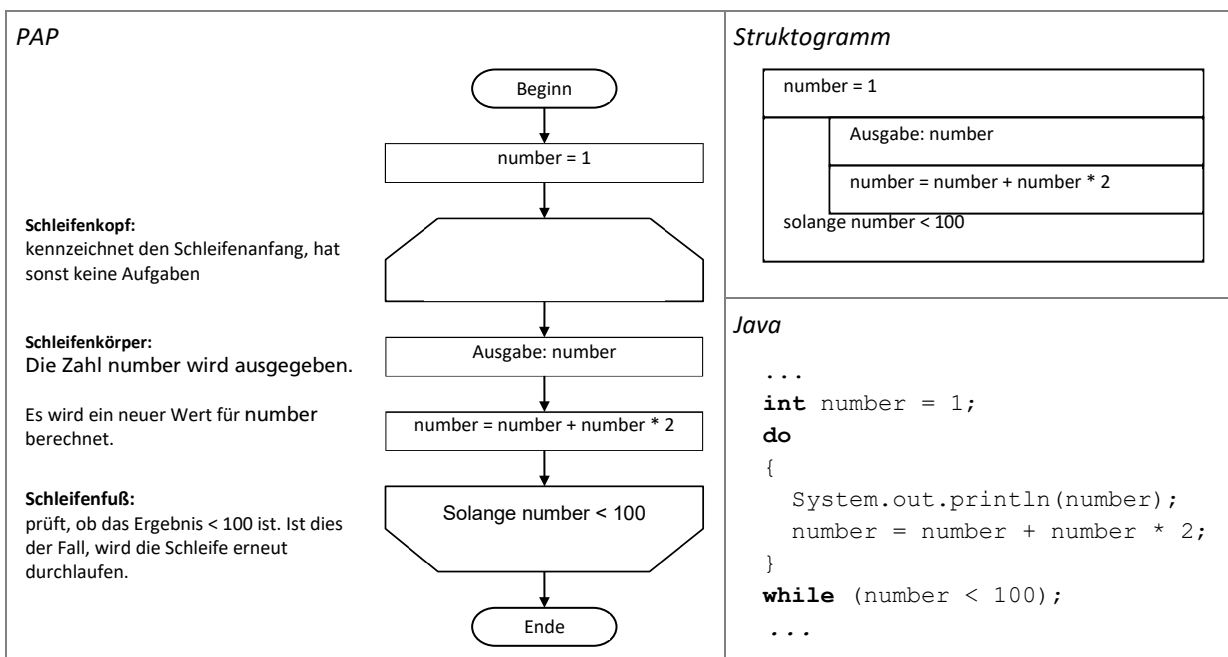 PAP
Beginn
number = 1
Schleifenkopf:
kennzeichnet den Schleifenanfang, hat
sonst keine Aufgaben
Schleifenkörper:
Die Zahl number wird ausgegeben.
Ausgabe: number
Es wird ein neuer Wert für number
berechnet.
number = number + number * 2
Schleifenfuß:
prüft, ob das Ergebnis < 100 ist. Ist dies
der Fall, wird die Schleife erneut
durchlaufen.
Solange number < 100
Ende
Struktogramm
number = 1
Ausgabe: number
number = number + number * 2
solange number < 100
Java
...
int number = 1;
do
{
System.out.println(number);
number = number + number * 2;
}
while (number < 100);
...